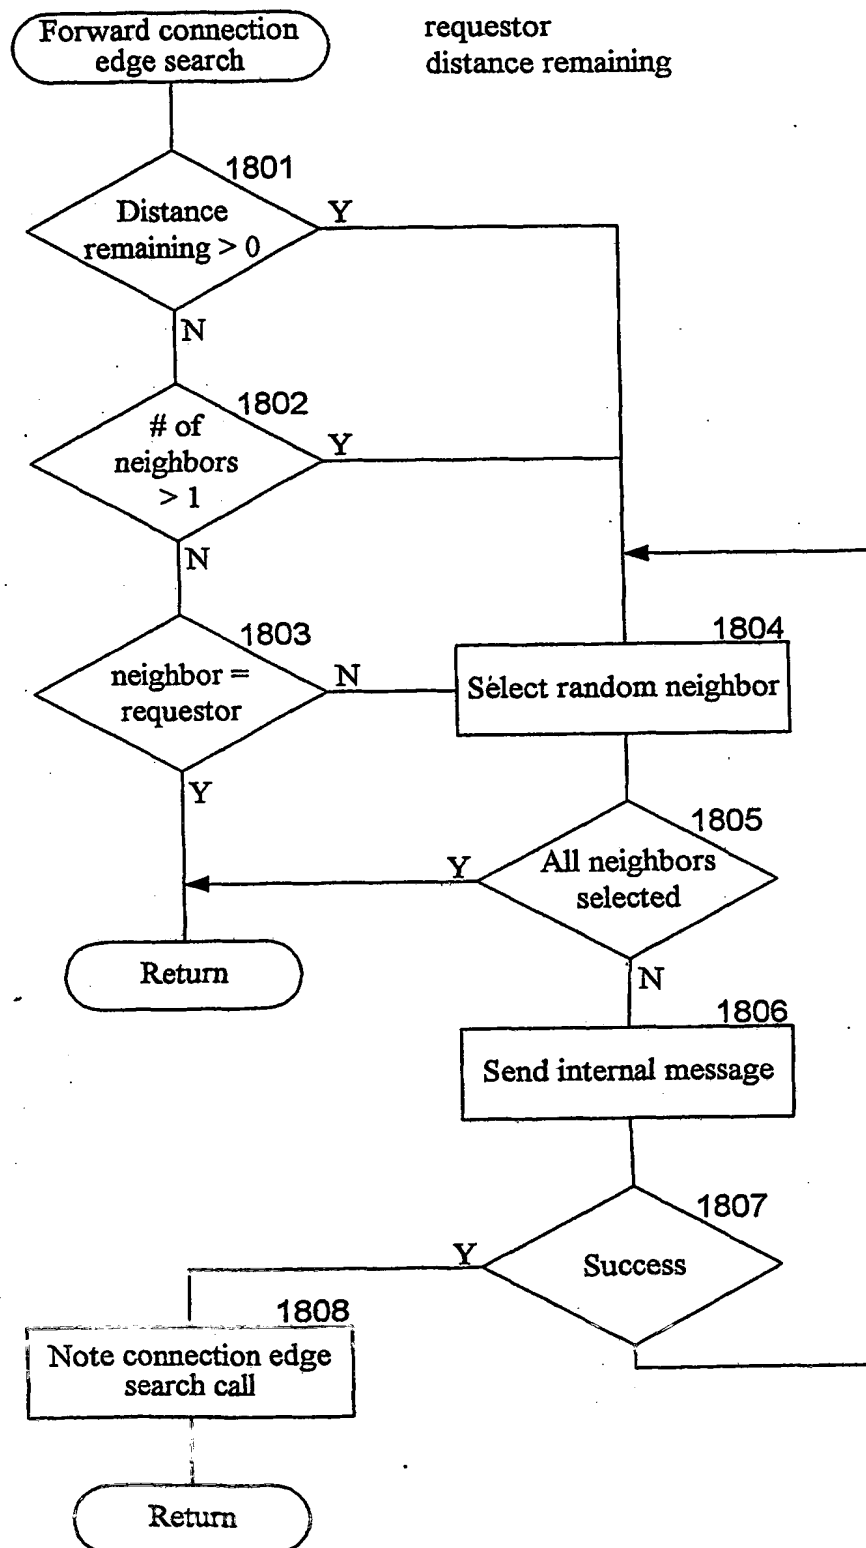 Forward connection
edge search
requestor
distance remaining
1801
Distance
remaining > 0
Y
N
1802
# of
neighbors
> 1
Y
N
1803
neighbor =
requestor
N
Y
1804
Select random neighbor
1805
All neighbors
selected
Y
N
Return
1806
Send internal message
1807
Success
Y
1808
Note connection edge
search call
Return